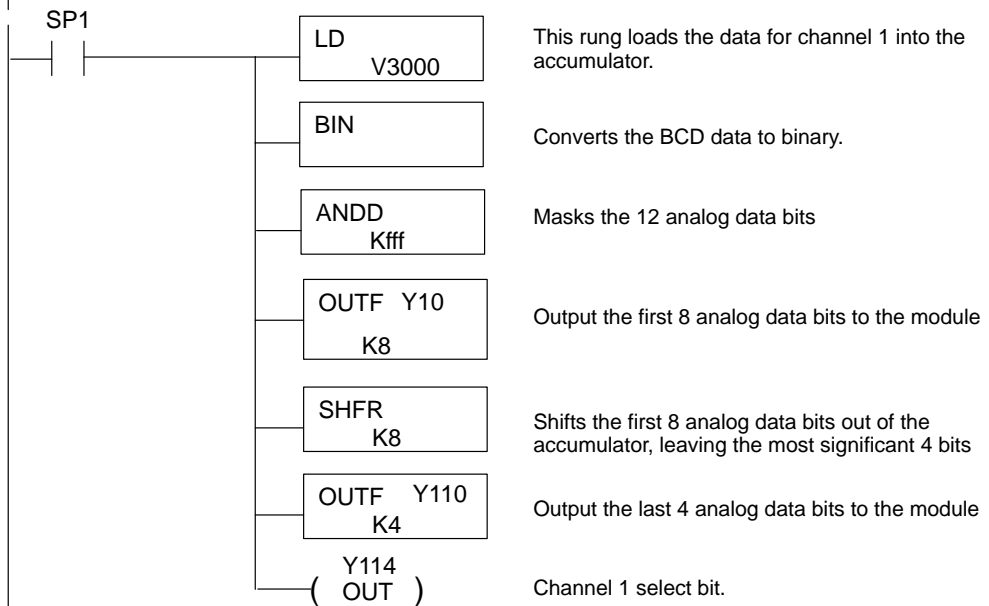 SP1
LD
V3000
This rung loads the data for channel 1 into the
accumulator.
BIN
Converts the BCD data to binary.
ANDD
Kfff
Masks the 12 analog data bits
OUTF Y10
K8
Output the first 8 analog data bits to the module
SHFR
K8
Shifts the first 8 analog data bits out of the
accumulator, leaving the most significant 4 bits
OUTF Y110
K4
Output the last 4 analog data bits to the module
Y114
( OUT )
Channel 1 select bit.